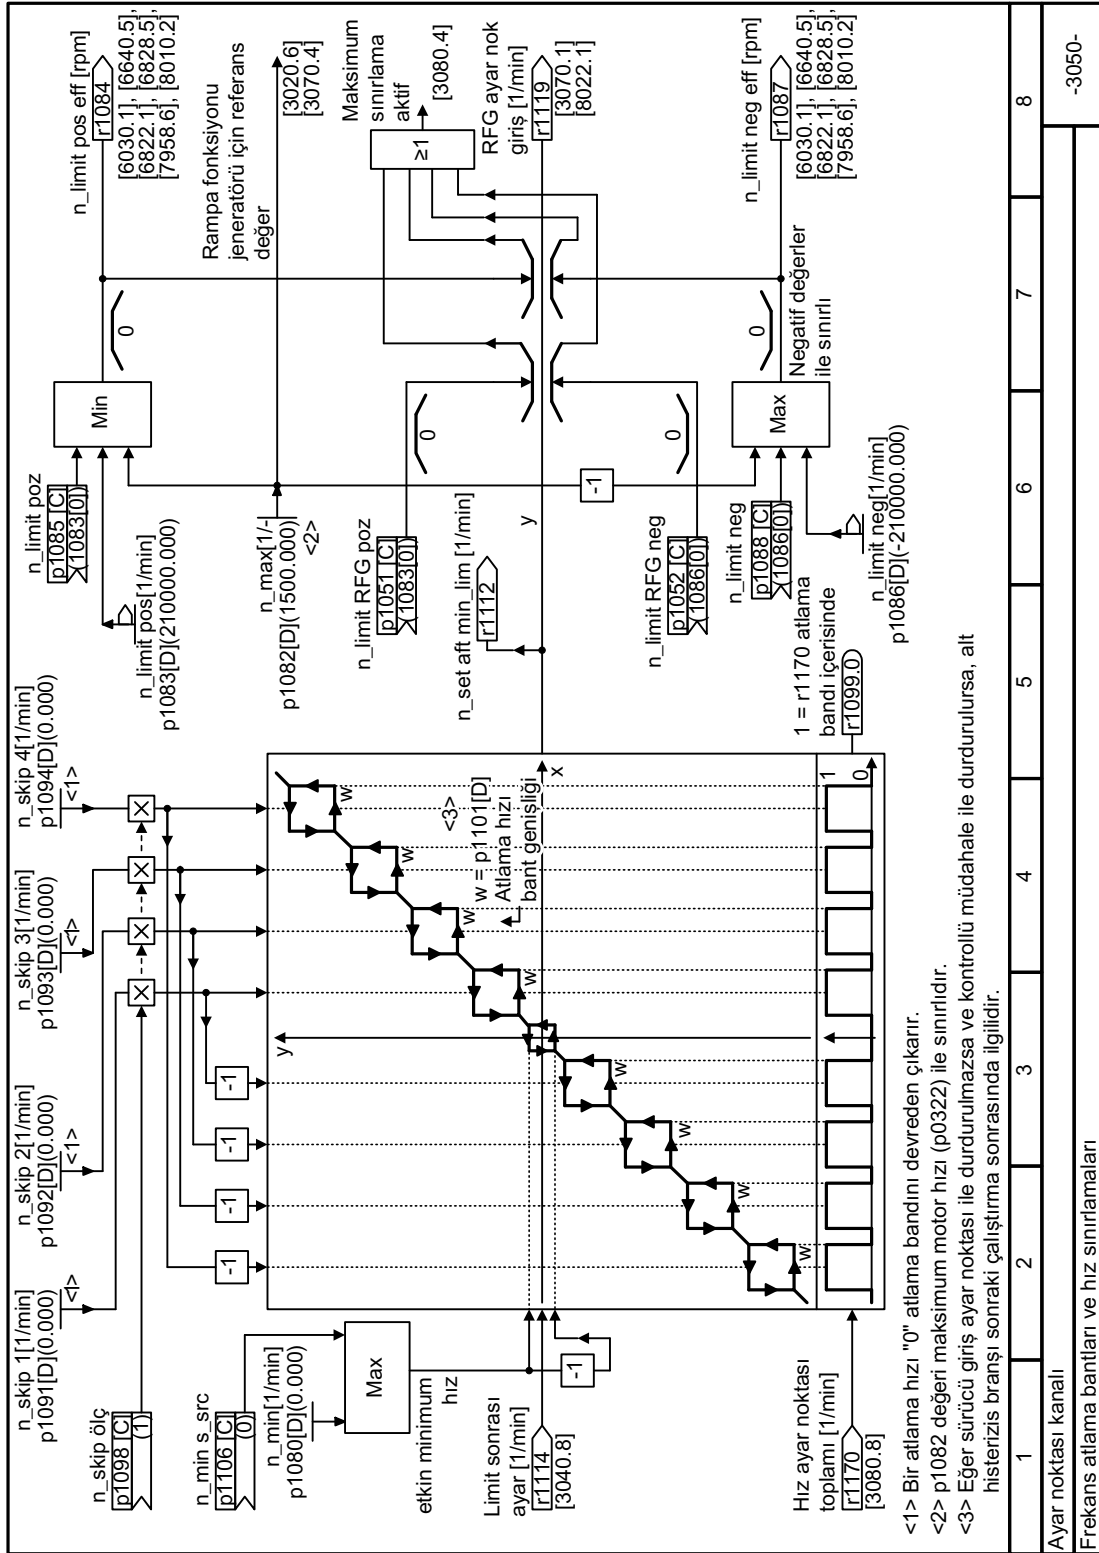 n_skip 1[1/min]
p1091[D](0.000)
<1>
n_skip 2[1/min]
p1092[D](0.000)
<1>
n_skip 3[1/min]
p1093[D](0.000)
<1>
n_skip 4[1/min]
p1094[D](0.000)
<1>
n_skip ölç
p1098 [C]
(1)
n_min s_src
p1106 [C]
(0)
n_min[1/min]
p1080[D](0.000)
Max
etkin minimum
hız
-1
-1
-1
-1
-1
Limit sonrası
ayar [1/min]
r1114
[3040.8]
Hız ayar noktası
toplamı [1/min]
r1170
[3080.8]
y
x
w
w
w
w
w
w
w
w
<3>
w = p1101[D]
Atlama hızı
bant genişliği
1
0
1 = r1170 atlama
bandı içerisinde
r1099.0
n_limit poz
p1085 [C]
(1083[0])
n_limit pos[1/min]
p1083[D](210000.000)
n_max[1/-
p1082[D](1500.000)
<2>
n_limit RFG poz
p1051 [C]
(1083[0])
n_set aft min_lim [1/min]
r1112
y
-1
n_limit RFG neg
p1052 [C]
(1086[0])
n_limit neg
p1088 [C]
(1086[0])
n_limit neg[1/min]
p1086[D](-210000.000)
Min
0
0
0
0
Max
Negatif değerler
ile sınırlı
n_limit pos eff [rpm]
r1084
[6030.1], [6640.5],
[6822.1], [6828.5],
[7958.6], [8010.2]
Rampa fonksiyonu
jeneratörü için referans
değer
[3020.6]
[3070.4]
Maksimum
sınırlama
aktif
≥1
[3080.4]
RFG ayar nok
giriş [1/min]
r1119
[3070.1]
[8022.1]
n_limit neg eff [rpm]
r1087
[6030.1], [6640.5],
[6822.1], [6828.5],
[7958.6], [8010.2]
<1> Bir atlama hızı "0" atlama bandını devreden çıkarır.
<2> p1082 değeri maksimum motor hızı (p0322) ile sınırlıdır.
<3> Eğer sürücü giriş ayar noktası ile durdurulmazsa ve kontrollü müdahale ile durdurulursa, alt
histerizis branşı sonraki çalıştırma sonrasında ilgilidir.
1 2 3 4 5 6 7 8
Ayar noktası kanalı
Frekans atlama bantları ve hız sınırlamaları
-3050-